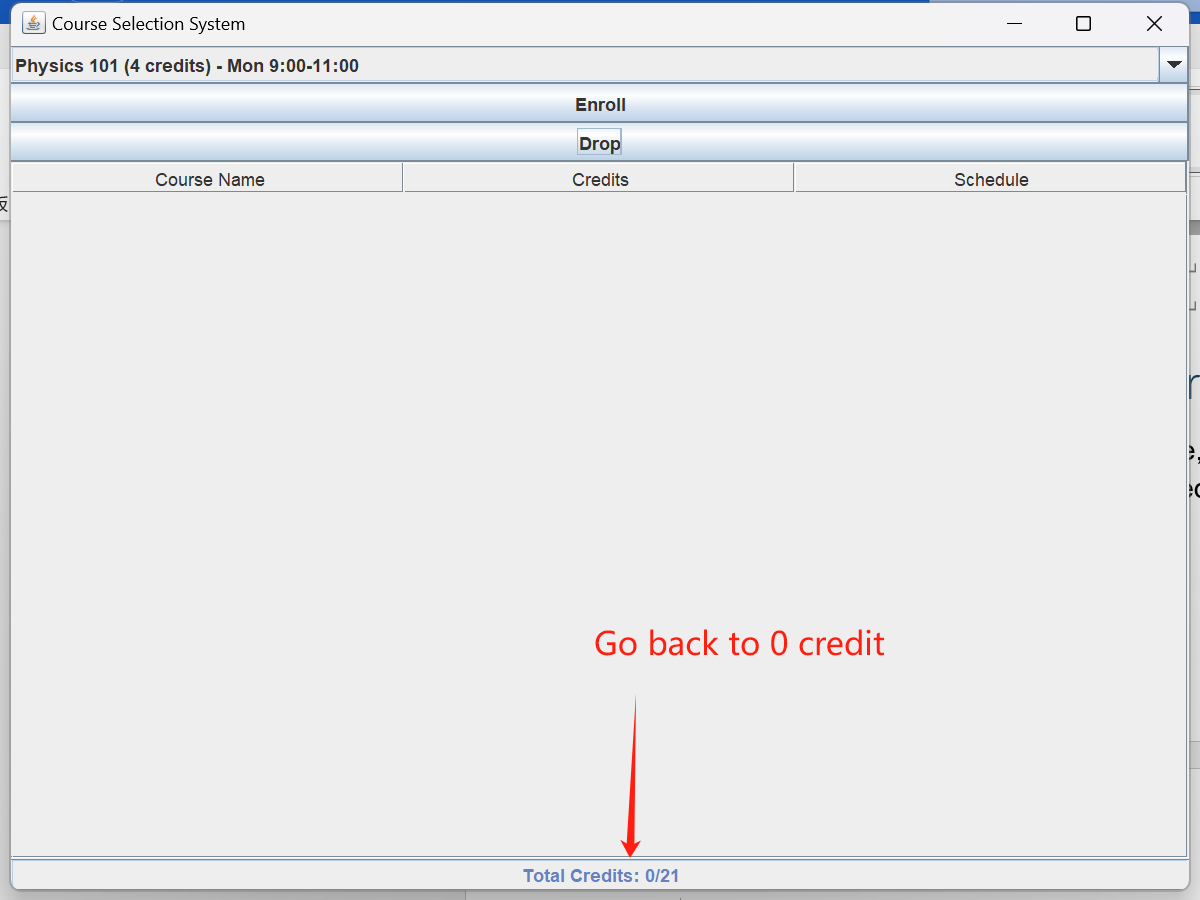 Course Selection System
Physics 101 (4 credits) - Mon 9:00-11:00
Enroll
Drop
Course Name Credits Schedule
Go back to 0 credit
Total Credits: 0/21